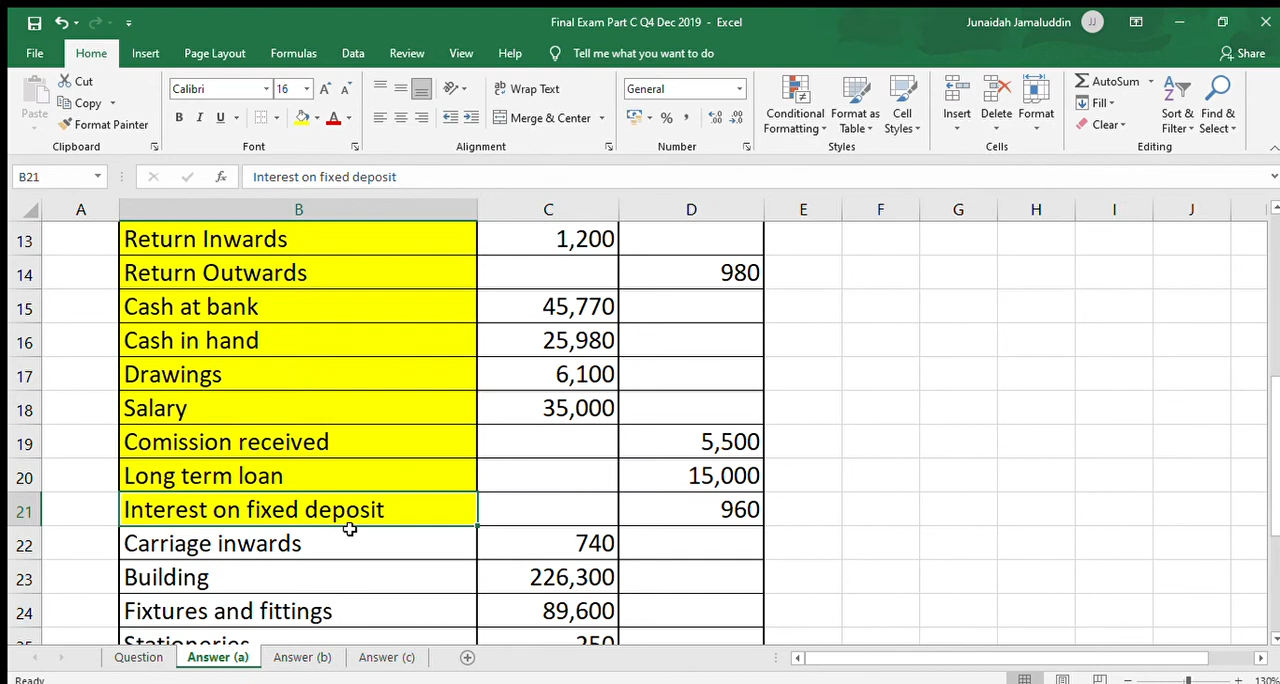 Final Exam Part C Q4 Dec 2019 - Excel
Junaidah Jamaluddin
JJ
File Home Insert Page Layout Formulas Data Review View Help Tell me what you want to do Share
Paste
Cut
Copy
Format Painter
Clipboard
Calibri 16
B I U
Font
Wrap Text
Merge & Center
Alignment
General
Number
Conditional Formatting
Format as Table
Cell Styles
Styles
Insert Delete Format
Cells
AutoSum
Fill
Clear
Sort & Filter
Find & Select
Editing
B21 fx Interest on fixed deposit
A B C D E F G H I J
13 Return Inwards 1,200
14 Return Outwards 980
15 Cash at bank 45,770
16 Cash in hand 25,980
17 Drawings 6,100
18 Salary 35,000
19 Comission received 5,500
20 Long term loan 15,000
21 Interest on fixed deposit 960
22 Carriage inwards 740
23 Building 226,300
24 Fixtures and fittings 89,600
25 Stationeries 250
Question Answer (a) Answer (b) Answer (c)
Ready 130%